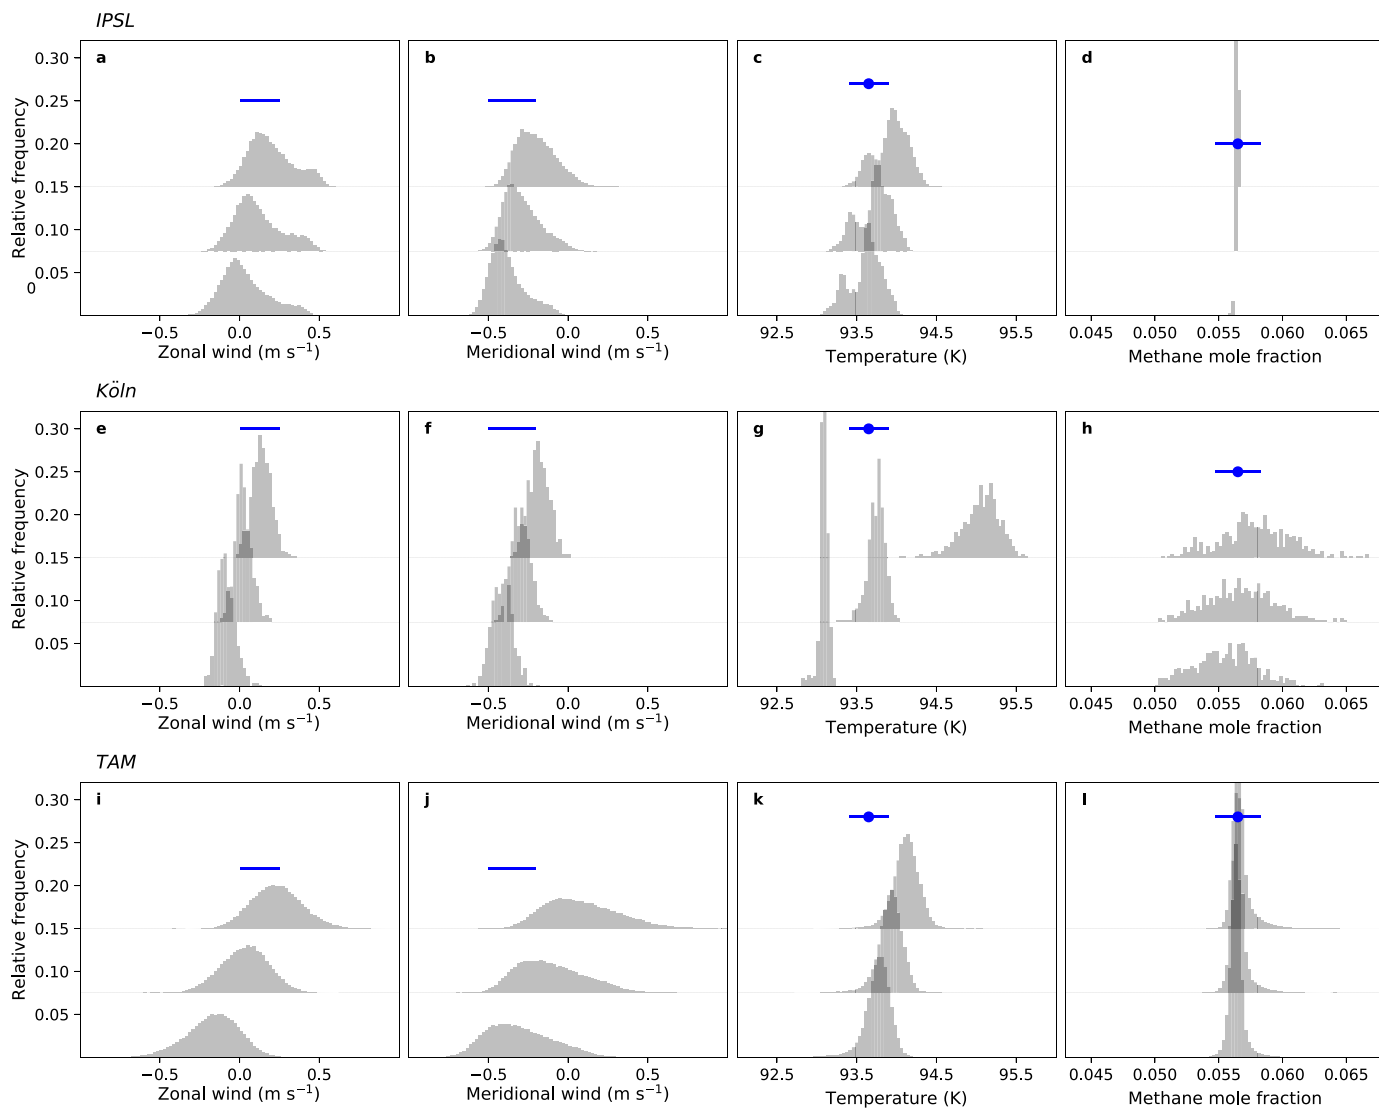 IPSL
a b c d
0.30
0.25
0.20
0.15
0.10
0.05
0
Relative frequency
−0.5 0.0 0.5 −0.5 0.0 0.5 92.5 93.5 94.5 95.5 0.045 0.050 0.055 0.060 0.065
Zonal wind (m s⁻¹) Meridional wind (m s⁻¹) Temperature (K) Methane mole fraction
Köln
e f g h
0.30
0.25
0.20
0.15
0.10
0.05
Relative frequency
−0.5 0.0 0.5 −0.5 0.0 0.5 92.5 93.5 94.5 95.5 0.045 0.050 0.055 0.060 0.065
Zonal wind (m s⁻¹) Meridional wind (m s⁻¹) Temperature (K) Methane mole fraction
TAM
i j k l
0.30
0.25
0.20
0.15
0.10
0.05
Relative frequency
−0.5 0.0 0.5 −0.5 0.0 0.5 92.5 93.5 94.5 95.5 0.045 0.050 0.055 0.060 0.065
Zonal wind (m s⁻¹) Meridional wind (m s⁻¹) Temperature (K) Methane mole fraction